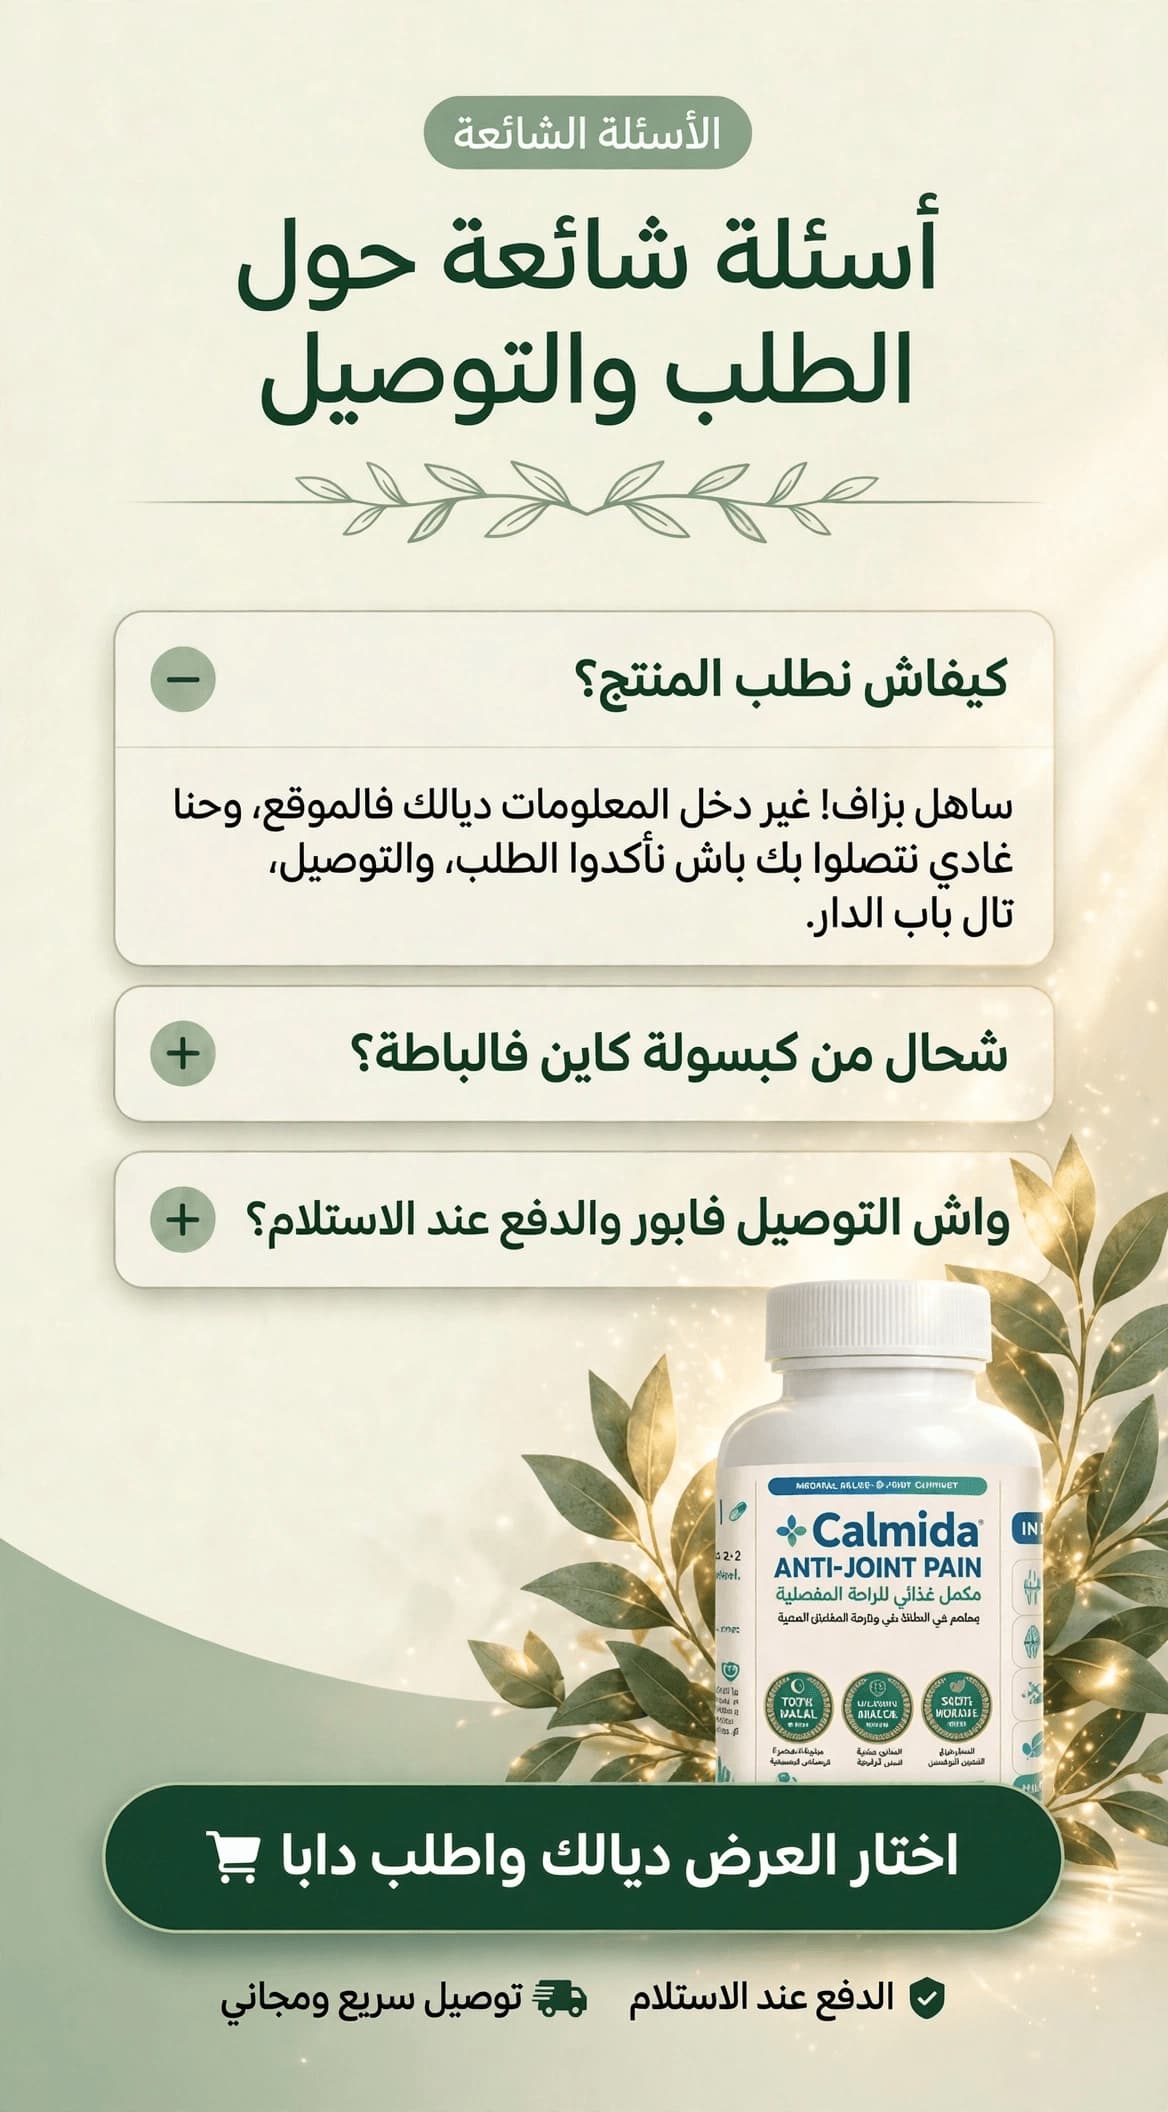 الأسئلة الشائعة
أسئلة شائعة حول
الطلب والتوصيل
كيفاش نطلب المنتج؟
ساهل بزاف! غير دخل المعلومات ديالك فالموقع، وحنا
غادي نتصلوا بك باش نأكدوا الطلب، والتوصيل،
تال باب الدار.
شحال من كبسولة كاين فالباطة؟
واش التوصيل فابور والدفع عند الاستلام؟
Calmida
ANTI-JOINT PAIN
مكمل غذائي للراحة المفصلية
اختار العرض ديالك واطلب دابا
الدفع عند الاستلام
توصيل سريع ومجاني